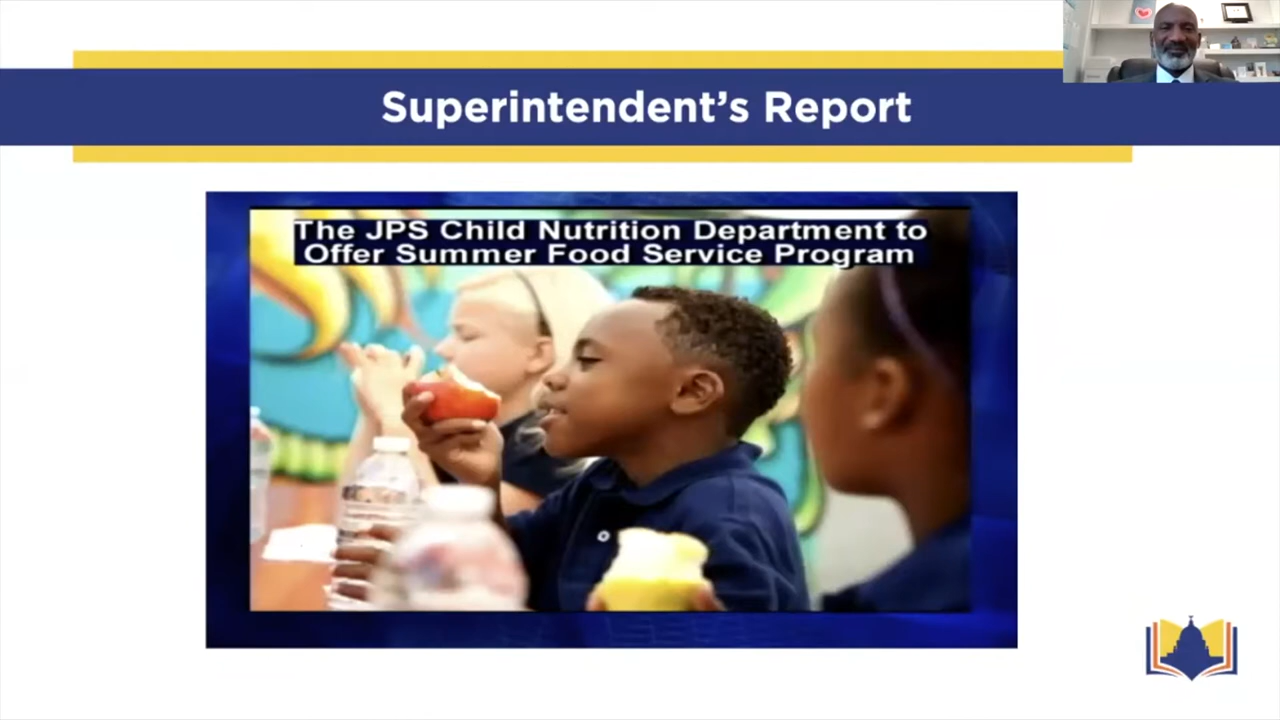 Superintendent’s Report
The JPS Child Nutrition Department to
Offer Summer Food Service Program